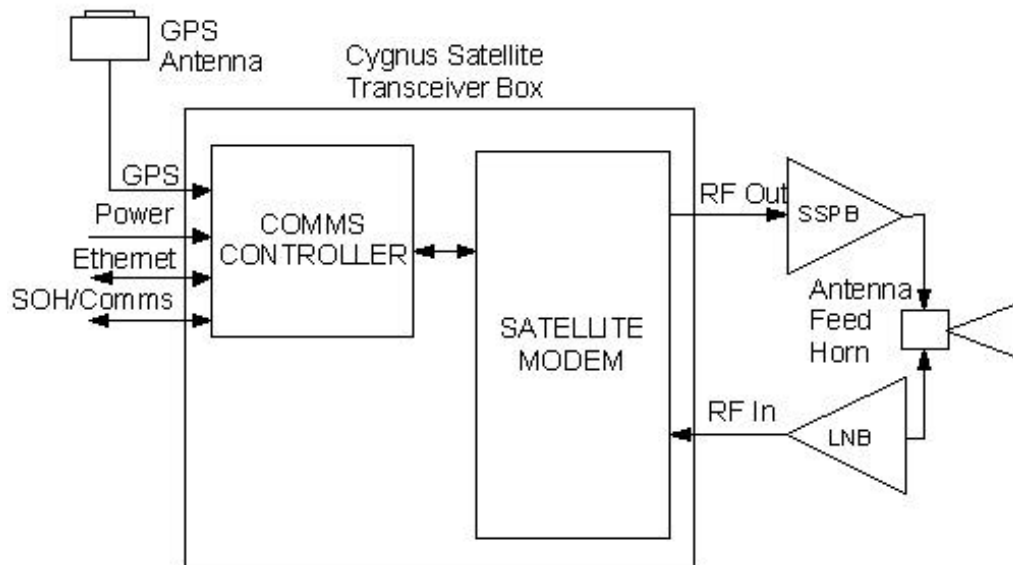 GPS
Antenna
Cygnus Satellite
Transceiver Box
GPS
Power
Ethernet
SOH/Comms
COMMS
CONTROLLER
SATELLITE
MODEM
RF Out
SSPB
Antenna
Feed
Horn
RF In
LNB